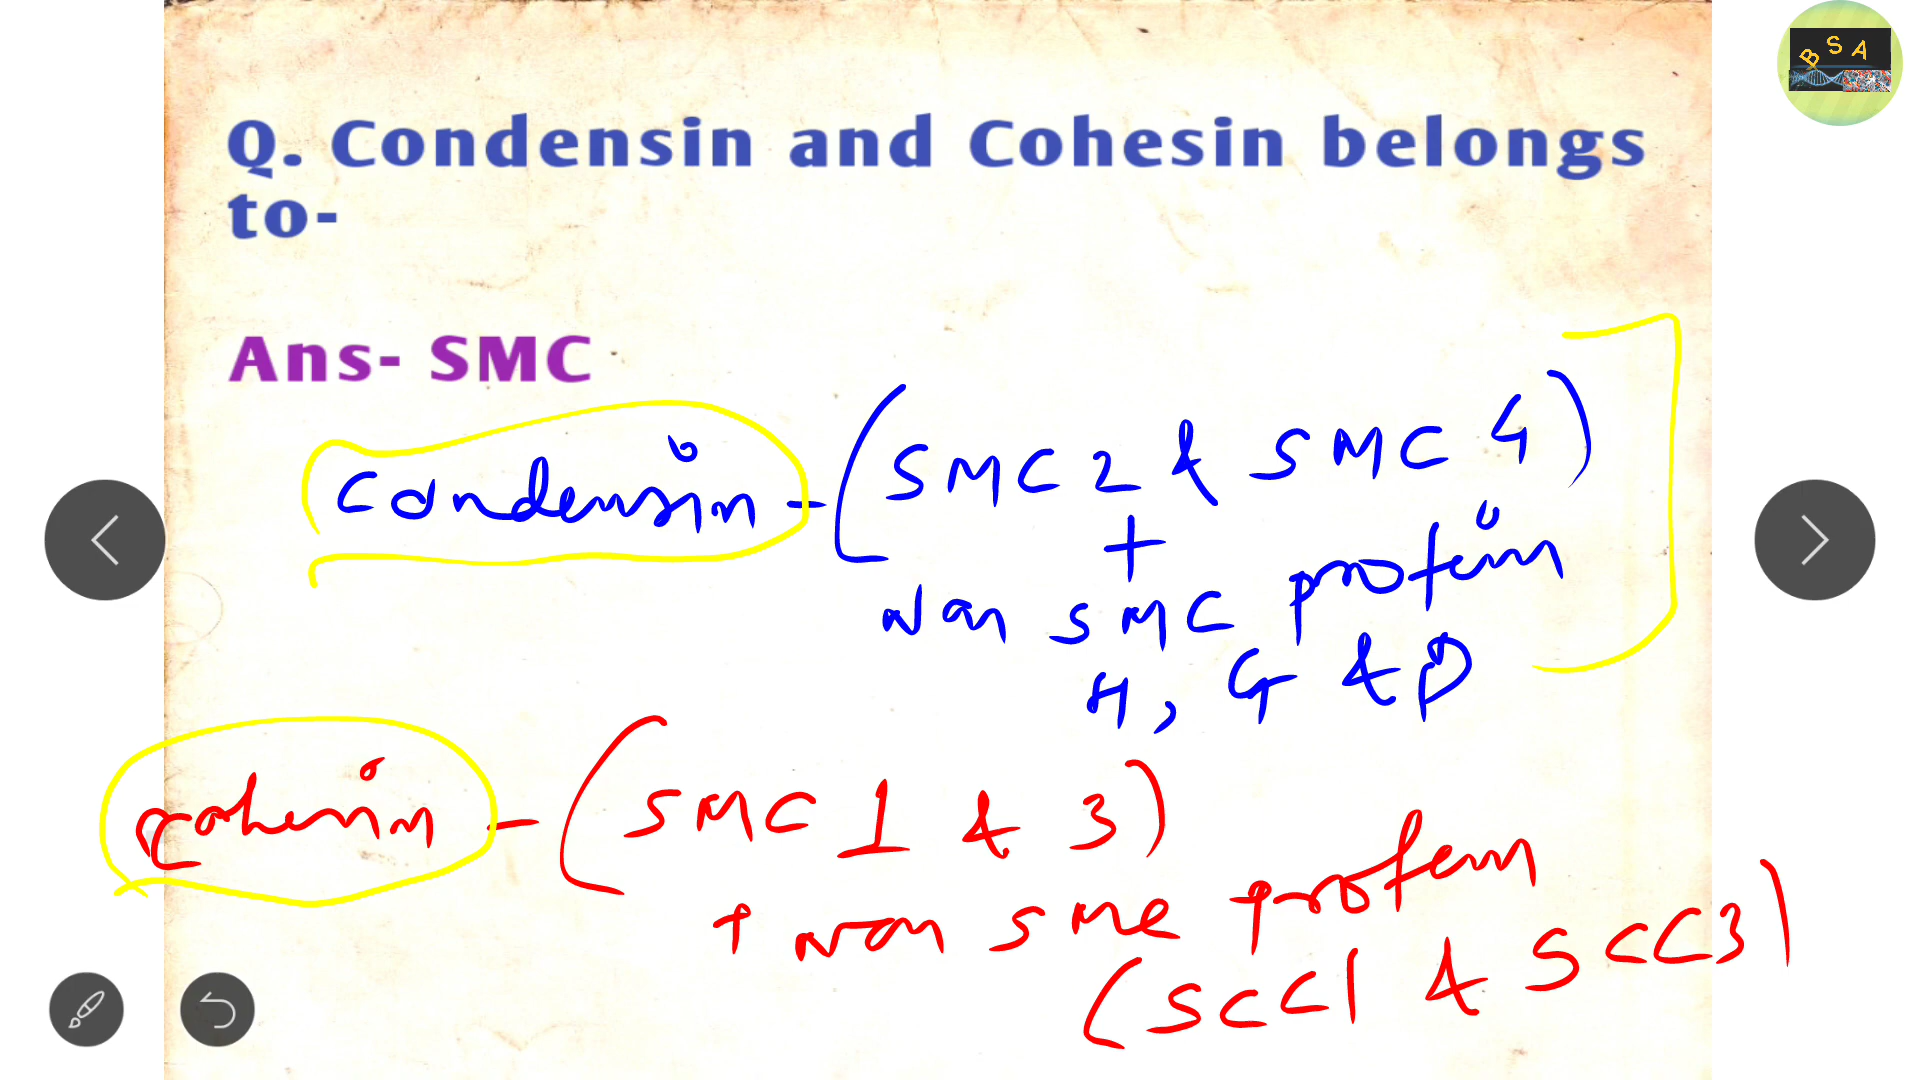 BSA
Q. Condensin and Cohesin belongs
to-
Ans- SMC
Condensin - (SMC 2 & SMC 4)
+
Non SMC protein
H, G & D
Cohesin - (SMC 1 & 3)
+ Non SMC protein
(SCC1 & SCC3)